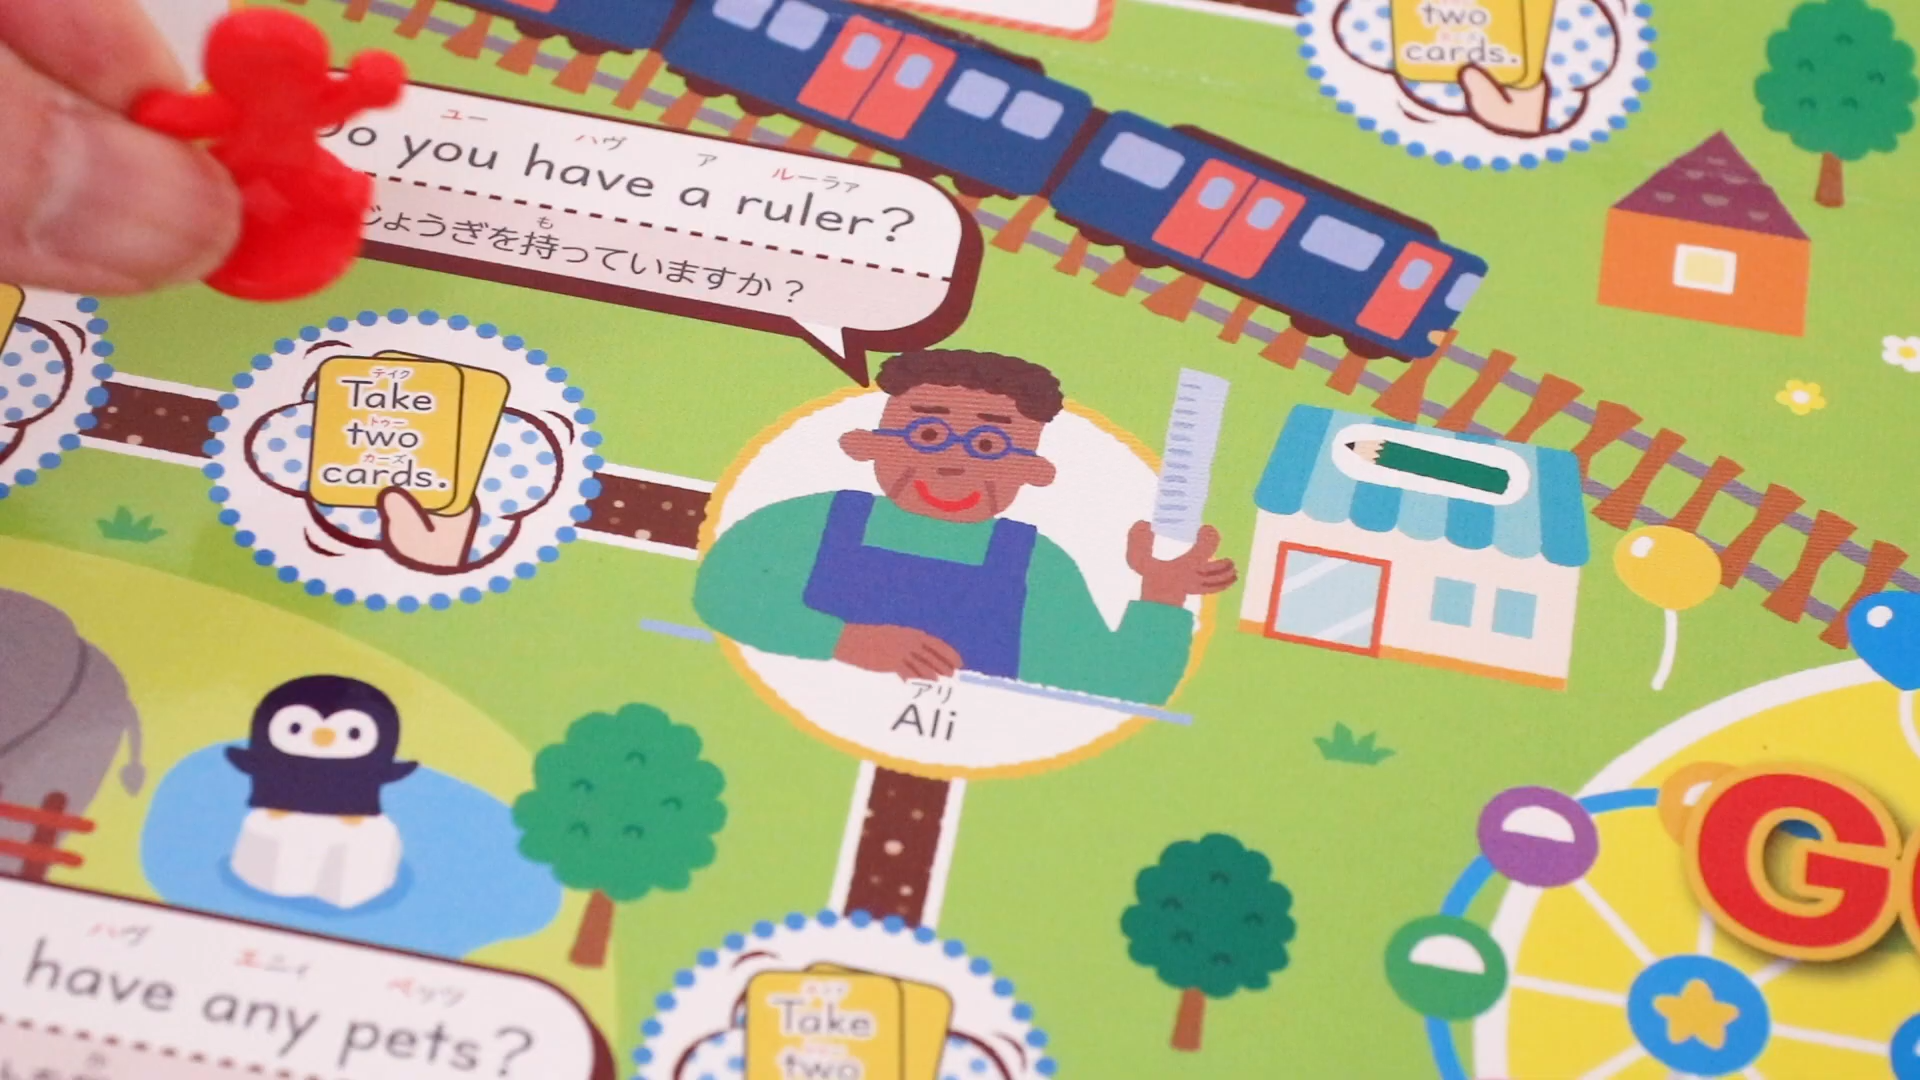 two
cards.
ユー ハヴ ア ルーラァ
Do you have a ruler?
じょうぎを持っていますか？
も
テイク
Take
トゥー
two
カーズ
cards.
アリ
Ali
ハヴ エニィ ペッツ
have any pets?
Take
two
G